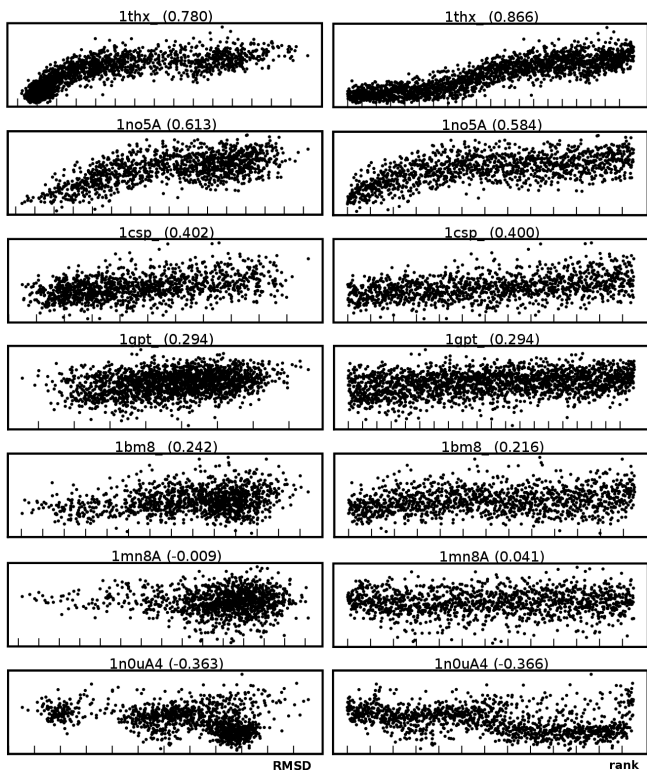 1thx_ (0.780) 1thx_ (0.866)
1no5A (0.613) 1no5A (0.584)
1csp_ (0.402) 1csp_ (0.400)
1gpt_ (0.294) 1gpt_ (0.294)
1bm8_ (0.242) 1bm8_ (0.216)
1mn8A (-0.009) 1mn8A (0.041)
1n0uA4 (-0.363) 1n0uA4 (-0.366)
RMSD rank